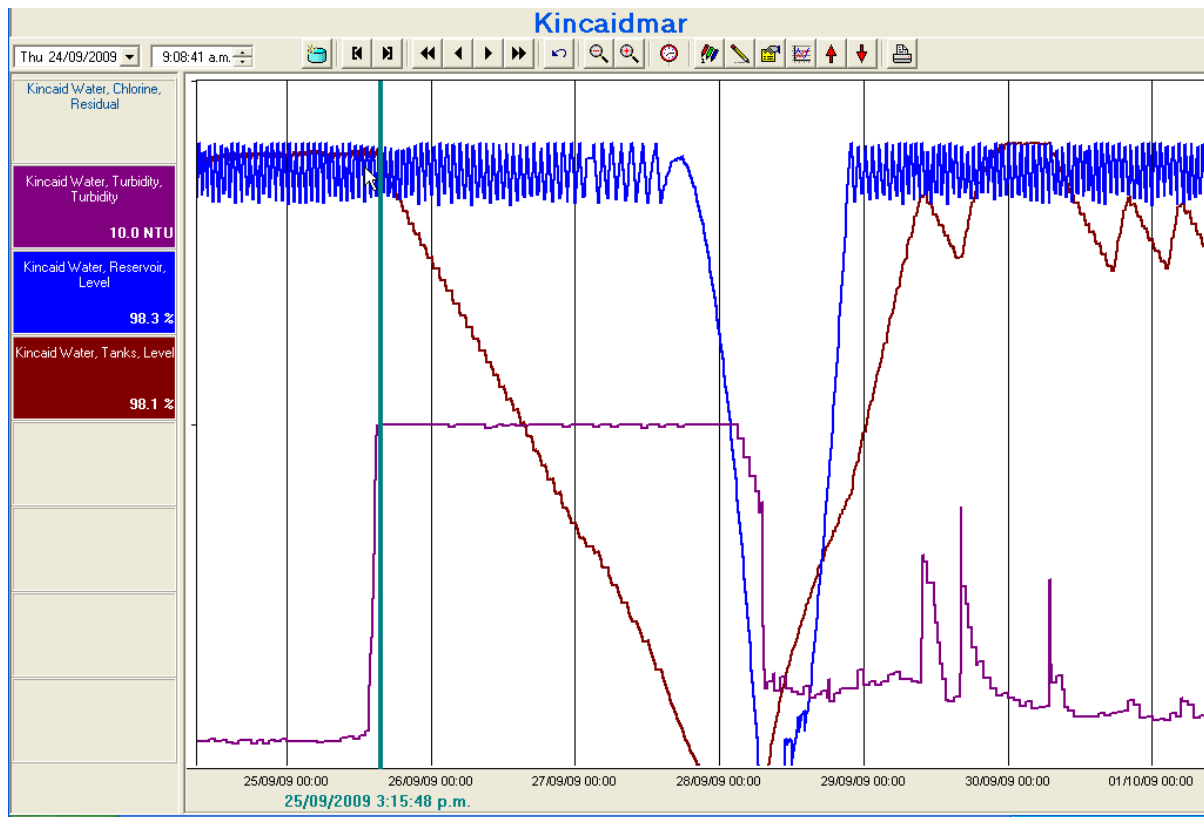 Kincaidmar
Thu 24/09/2009
9:08:41 a.m.
Kincaid Water, Chlorine,
Residual
Kincaid Water, Turbidity,
Turbidity
10.0 NTU
Kincaid Water, Reservoir,
Level
98.3 %
Kincaid Water, Tanks, Level
98.1 %
25/09/09 00:00
26/09/09 00:00
27/09/09 00:00
28/09/09 00:00
29/09/09 00:00
30/09/09 00:00
01/10/09 00:00
25/09/2009 3:15:48 p.m.